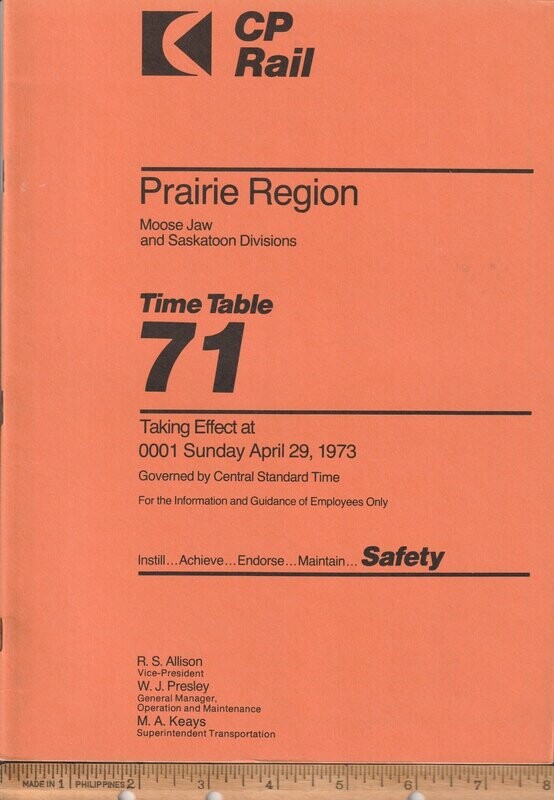 CP
Rail
Prairie Region
Moose Jaw
and Saskatoon Divisions
Time Table
71
Taking Effect at
0001 Sunday April 29, 1973
Governed by Central Standard Time
For the Information and Guidance of Employees Only
Instill...Achieve...Endorse...Maintain... Safety
R. S. Allison
Vice-President
W. J. Presley
General Manager,
Operation and Maintenance
M. A. Keays
Superintendent Transportation
MADE IN 1 PHILIPPINES 2 3 4 5 6 7 8